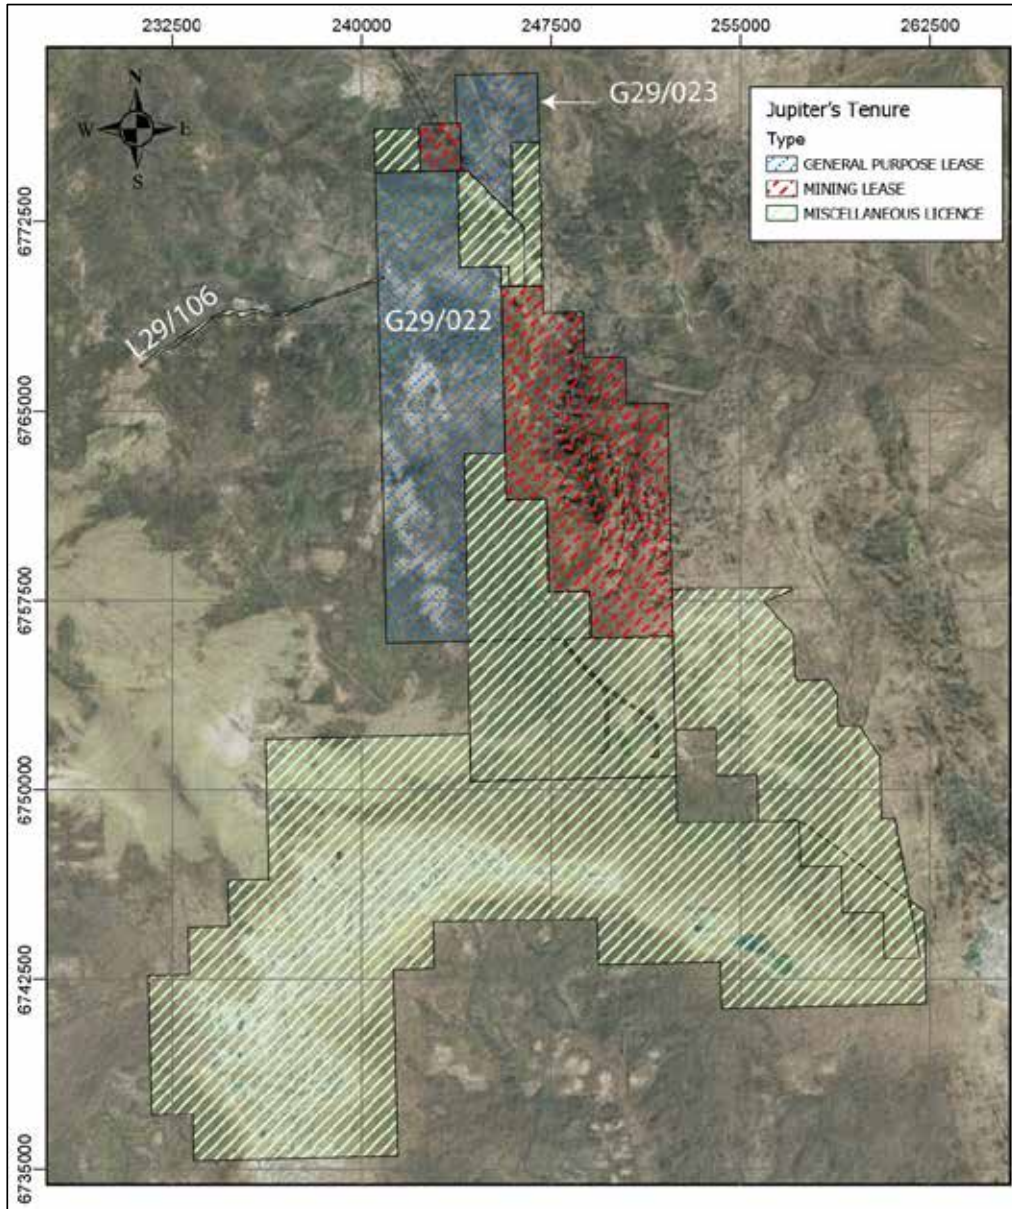 232500 240000 247500 255000 262500
N
W E
S
G29/023
Jupiter's Tenure
Type
GENERAL PURPOSE LEASE
MINING LEASE
MISCELLANEOUS LICENCE
6772500
L29/106
G29/022
6765000
6757500
6750000
6742500
6735000